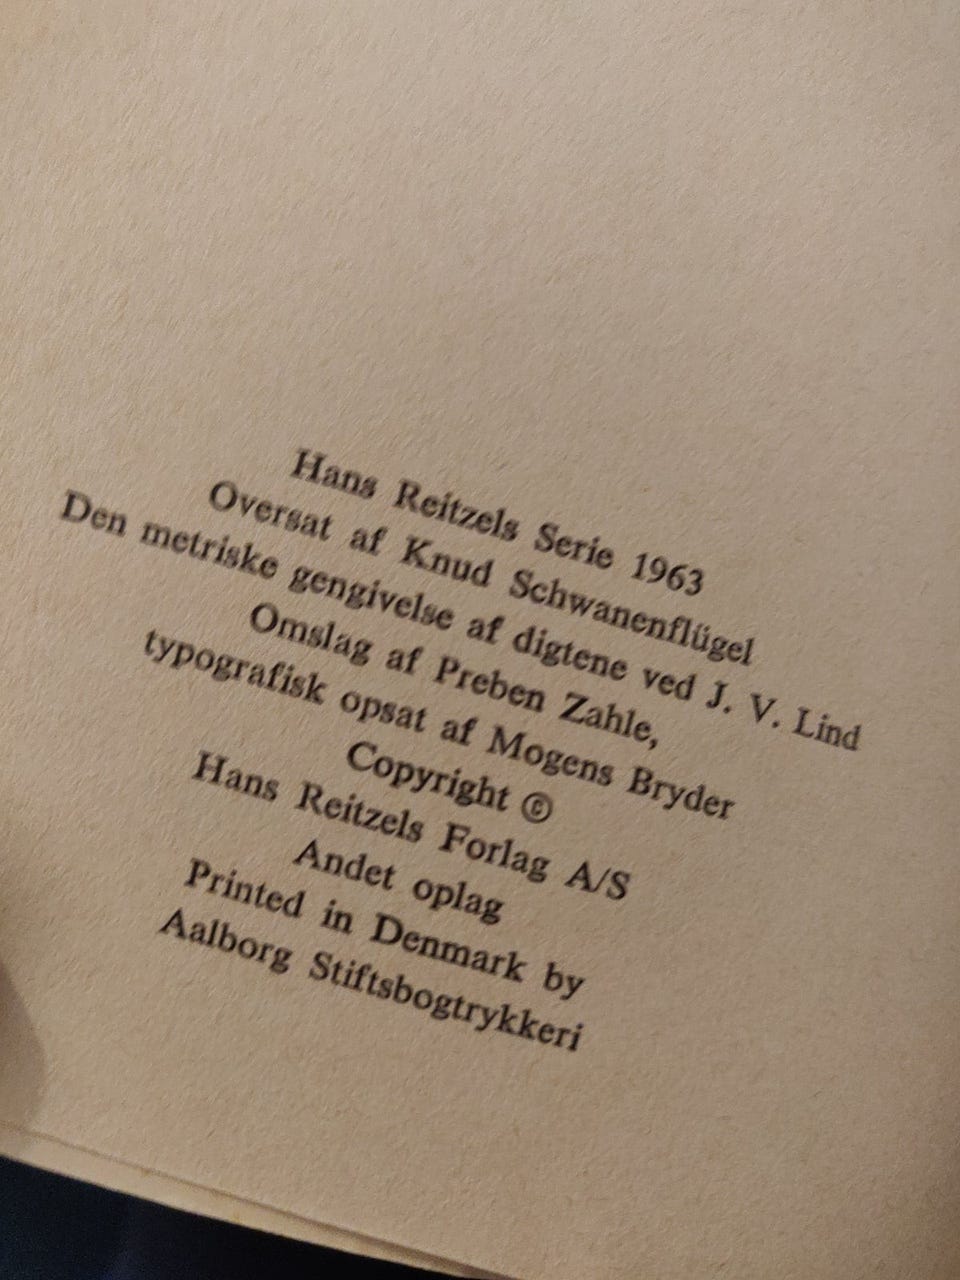 Hans Reitzels Serie 1963
Oversat af Knud Schwanenflügel
Den metriske gengivelse af digtene ved J. V. Lind
Omslag af Preben Zahle,
typografisk opsat af Mogens Bryder
Copyright ©
Hans Reitzels Forlag A/S
Andet oplag
Printed in Denmark by
Aalborg Stiftsbogtrykkeri